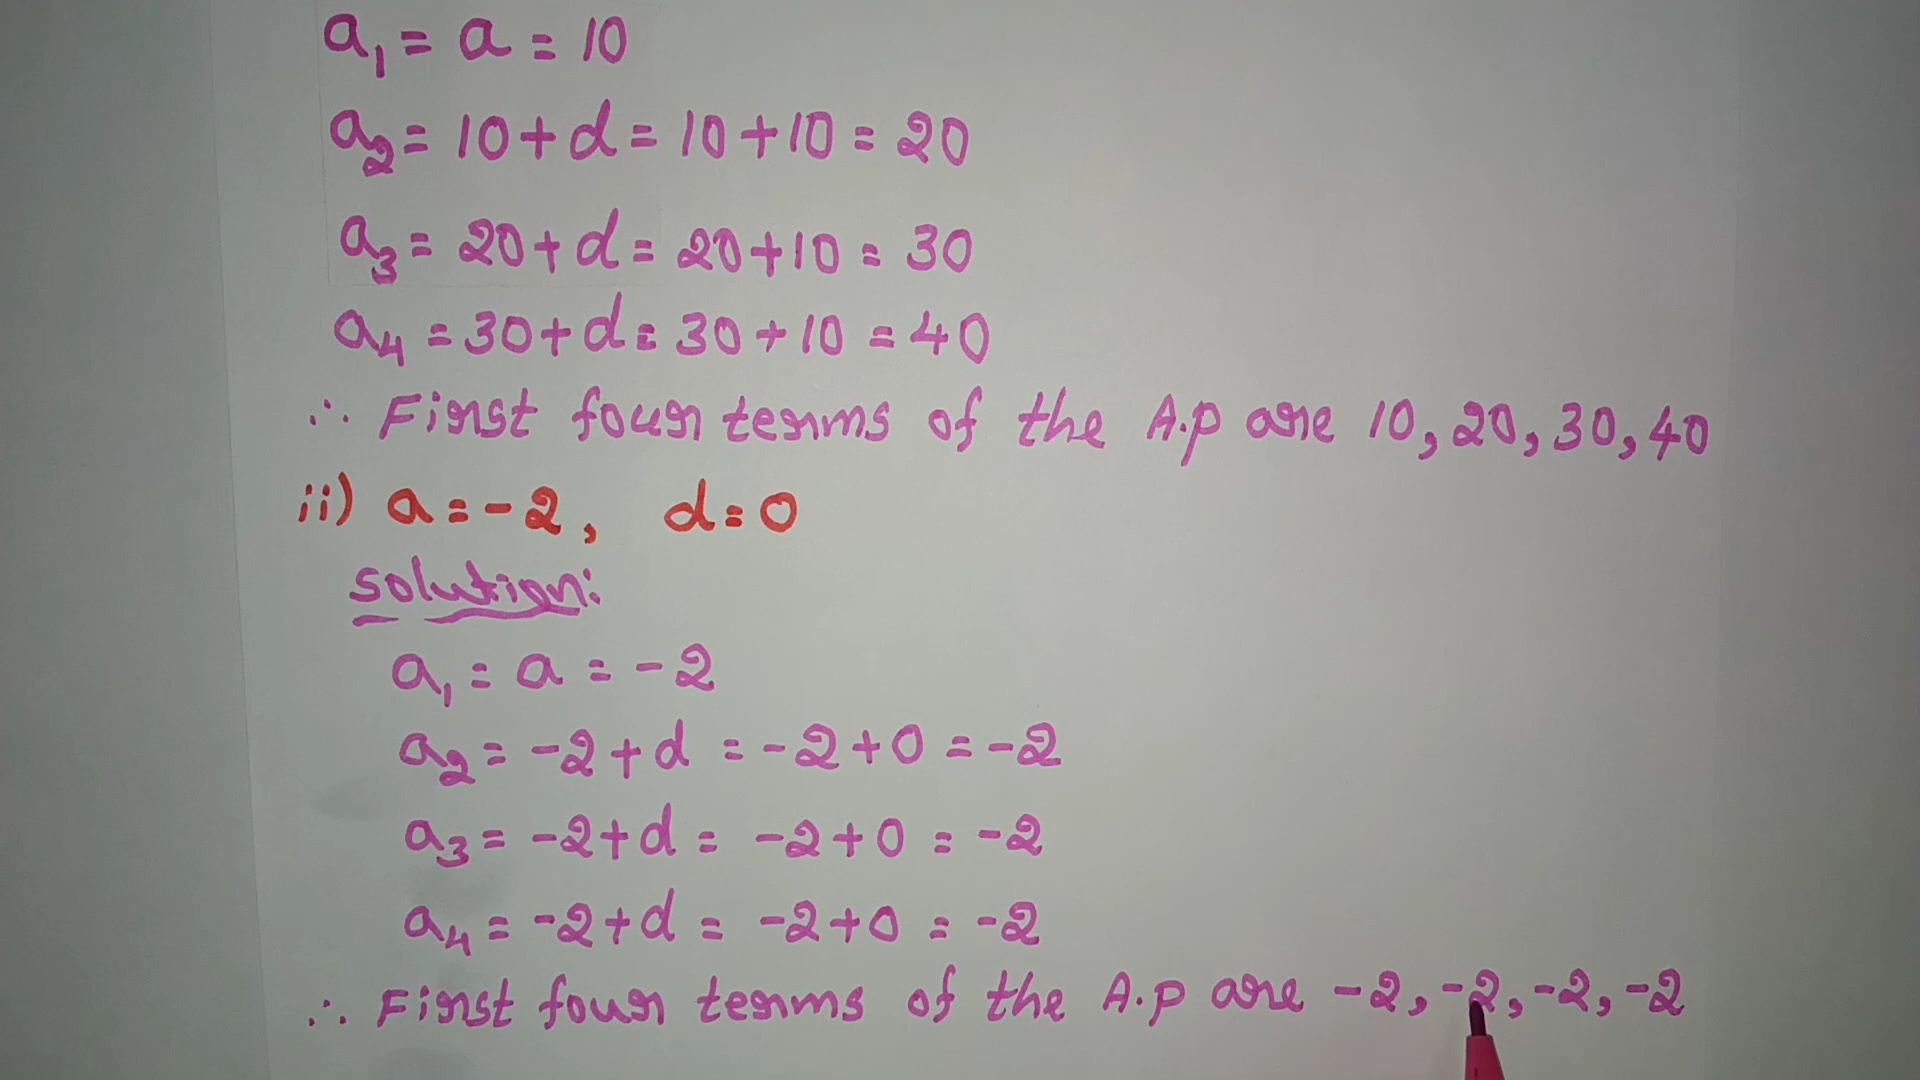 a₁ = a = 10
a₂ = 10 + d = 10 + 10 = 20
a₃ = 20 + d = 20 + 10 = 30
a₄ = 30 + d = 30 + 10 = 40
∴ First four terms of the A.p are 10, 20, 30, 40
ii) a = -2, d = 0
solution:
a₁ = a = -2
a₂ = -2 + d = -2 + 0 = -2
a₃ = -2 + d = -2 + 0 = -2
a₄ = -2 + d = -2 + 0 = -2
∴ First four terms of the A.p are -2, -2, -2, -2